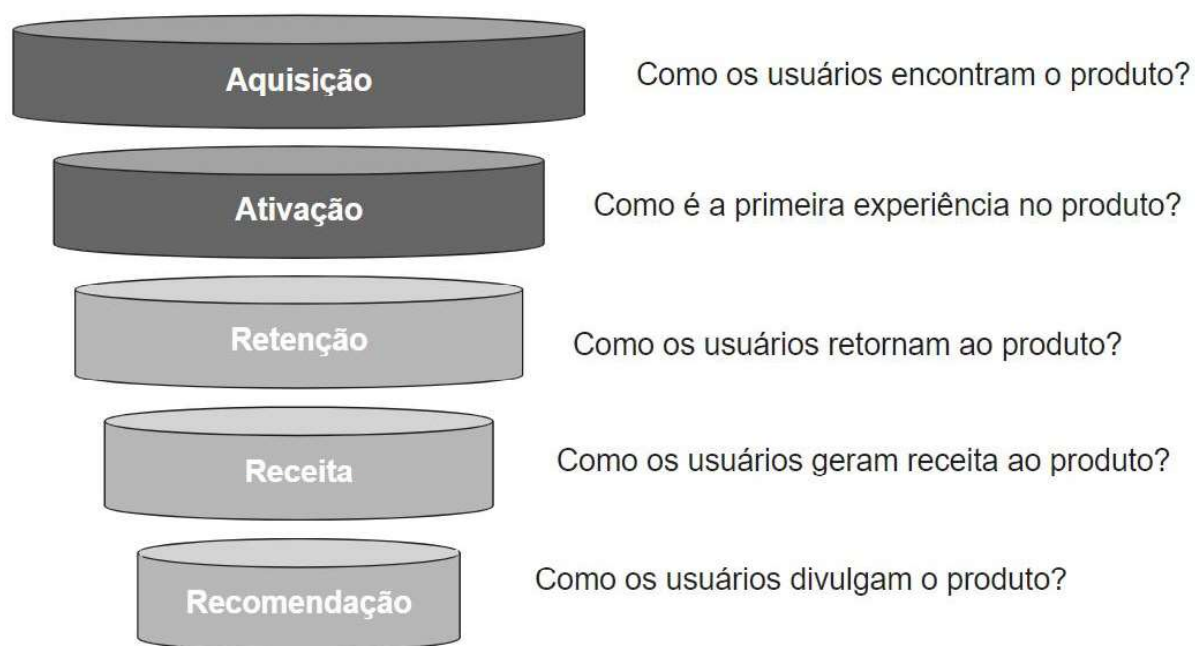 Aquisição
Como os usuários encontram o produto?
Ativação
Como é a primeira experiência no produto?
Retenção
Como os usuários retornam ao produto?
Receita
Como os usuários geram receita ao produto?
Recomendação
Como os usuários divulgam o produto?